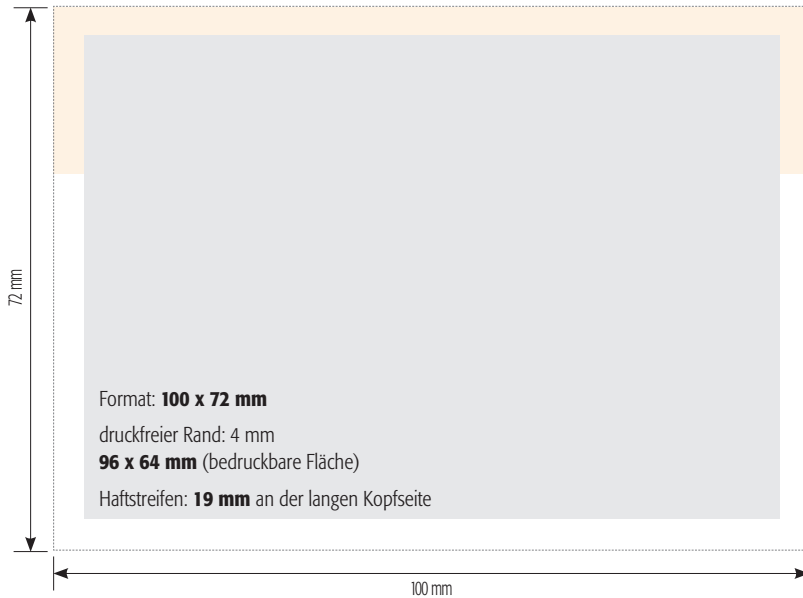 72 mm
Format: 100 x 72 mm
druckfreier Rand: 4 mm
96 x 64 mm (bedruckbare Fläche)
Haftstreifen: 19 mm an der langen Kopfseite
100 mm